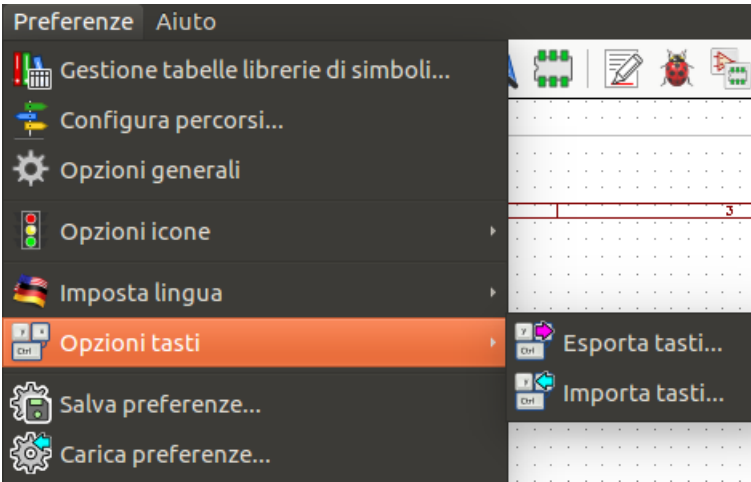 Preferenze Aiuto
Gestione tabelle librerie di simboli...
Configura percorsi...
Opzioni generali
3
Opzioni icone
Imposta lingua
Opzioni tasti
Esporta tasti...
Importa tasti...
Salva preferenze...
Carica preferenze...